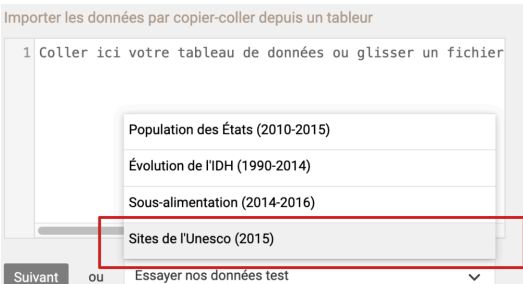 Importer les données par copier-coller depuis un tableur
1 Coller ici votre tableau de données ou glisser un fichier
Population des États (2010-2015)
Évolution de l'IDH (1990-2014)
Sous-alimentation (2014-2016)
Sites de l'Unesco (2015)
Suivant ou Essayer nos données test